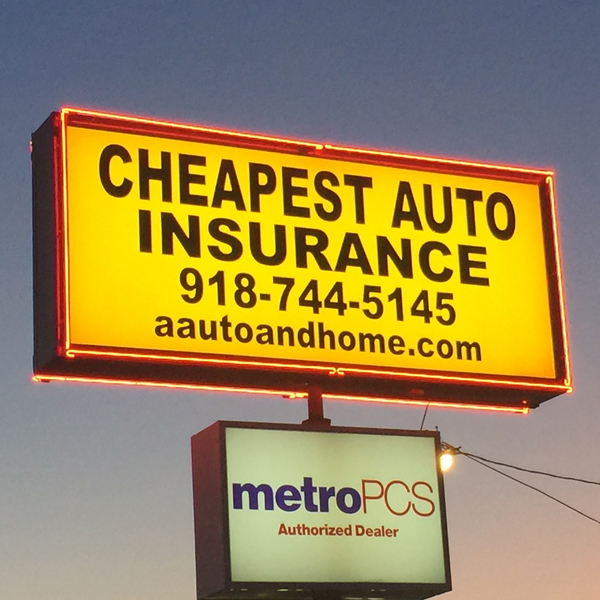 CHEAPEST AUTO
INSURANCE
918-744-5145
aautoandhome.com
metroPCS
Authorized Dealer